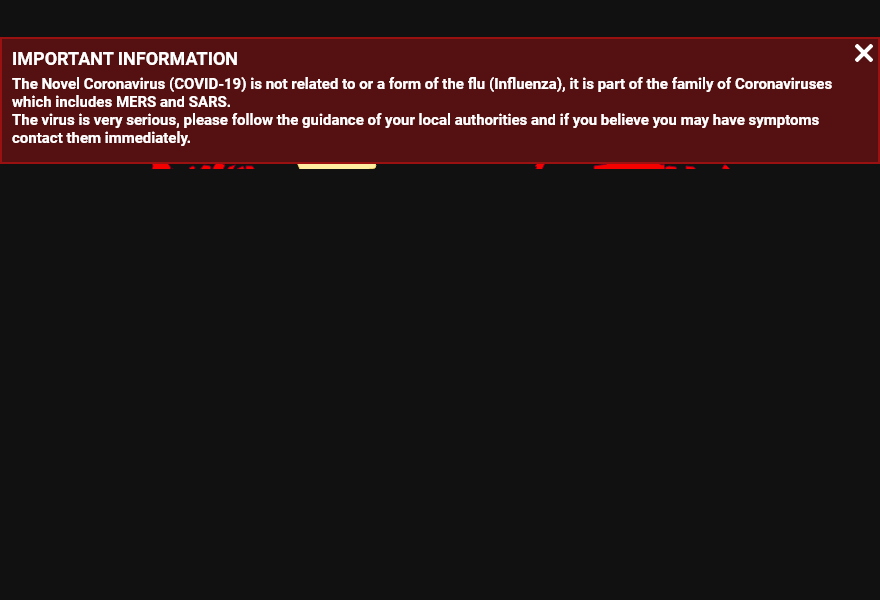 IMPORTANT INFORMATION
The Novel Coronavirus (COVID-19) is not related to or a form of the flu (Influenza), it is part of the family of Coronaviruses
which includes MERS and SARS.
The virus is very serious, please follow the guidance of your local authorities and if you believe you may have symptoms
contact them immediately.